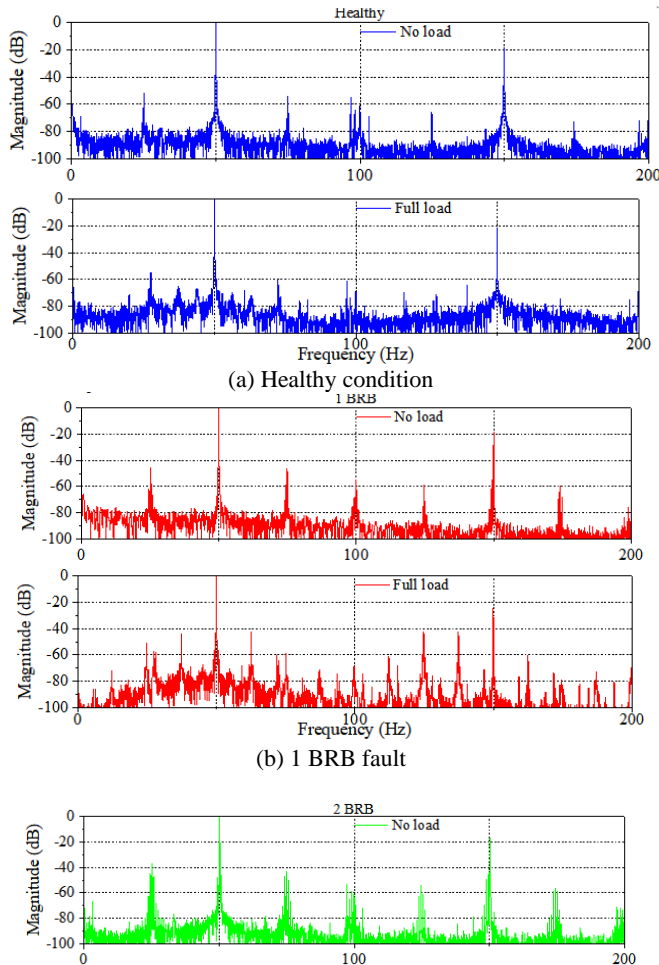 Healthy
No load
Magnitude (dB)
0
-20
-40
-60
-80
-100
0
100
200
Full load
Magnitude (dB)
0
-20
-40
-60
-80
-100
0
100
200
Frequency (Hz)
(a) Healthy condition
1 BRB
No load
Magnitude (dB)
0
-20
-40
-60
-80
-100
0
100
200
Full load
Magnitude (dB)
0
-20
-40
-60
-80
-100
0
100
200
Frequency (Hz)
(b) 1 BRB fault
2 BRB
No load
Magnitude (dB)
0
-20
-40
-60
-80
-100
0
100
200